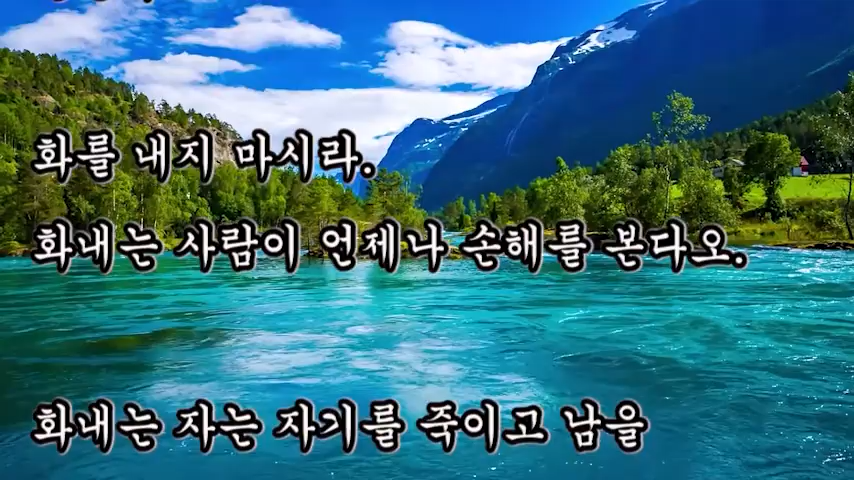 화를 내지 마시라.
화내는 사람이 언제나 손해를 본다오.
화내는 자는 자기를 죽이고 남을